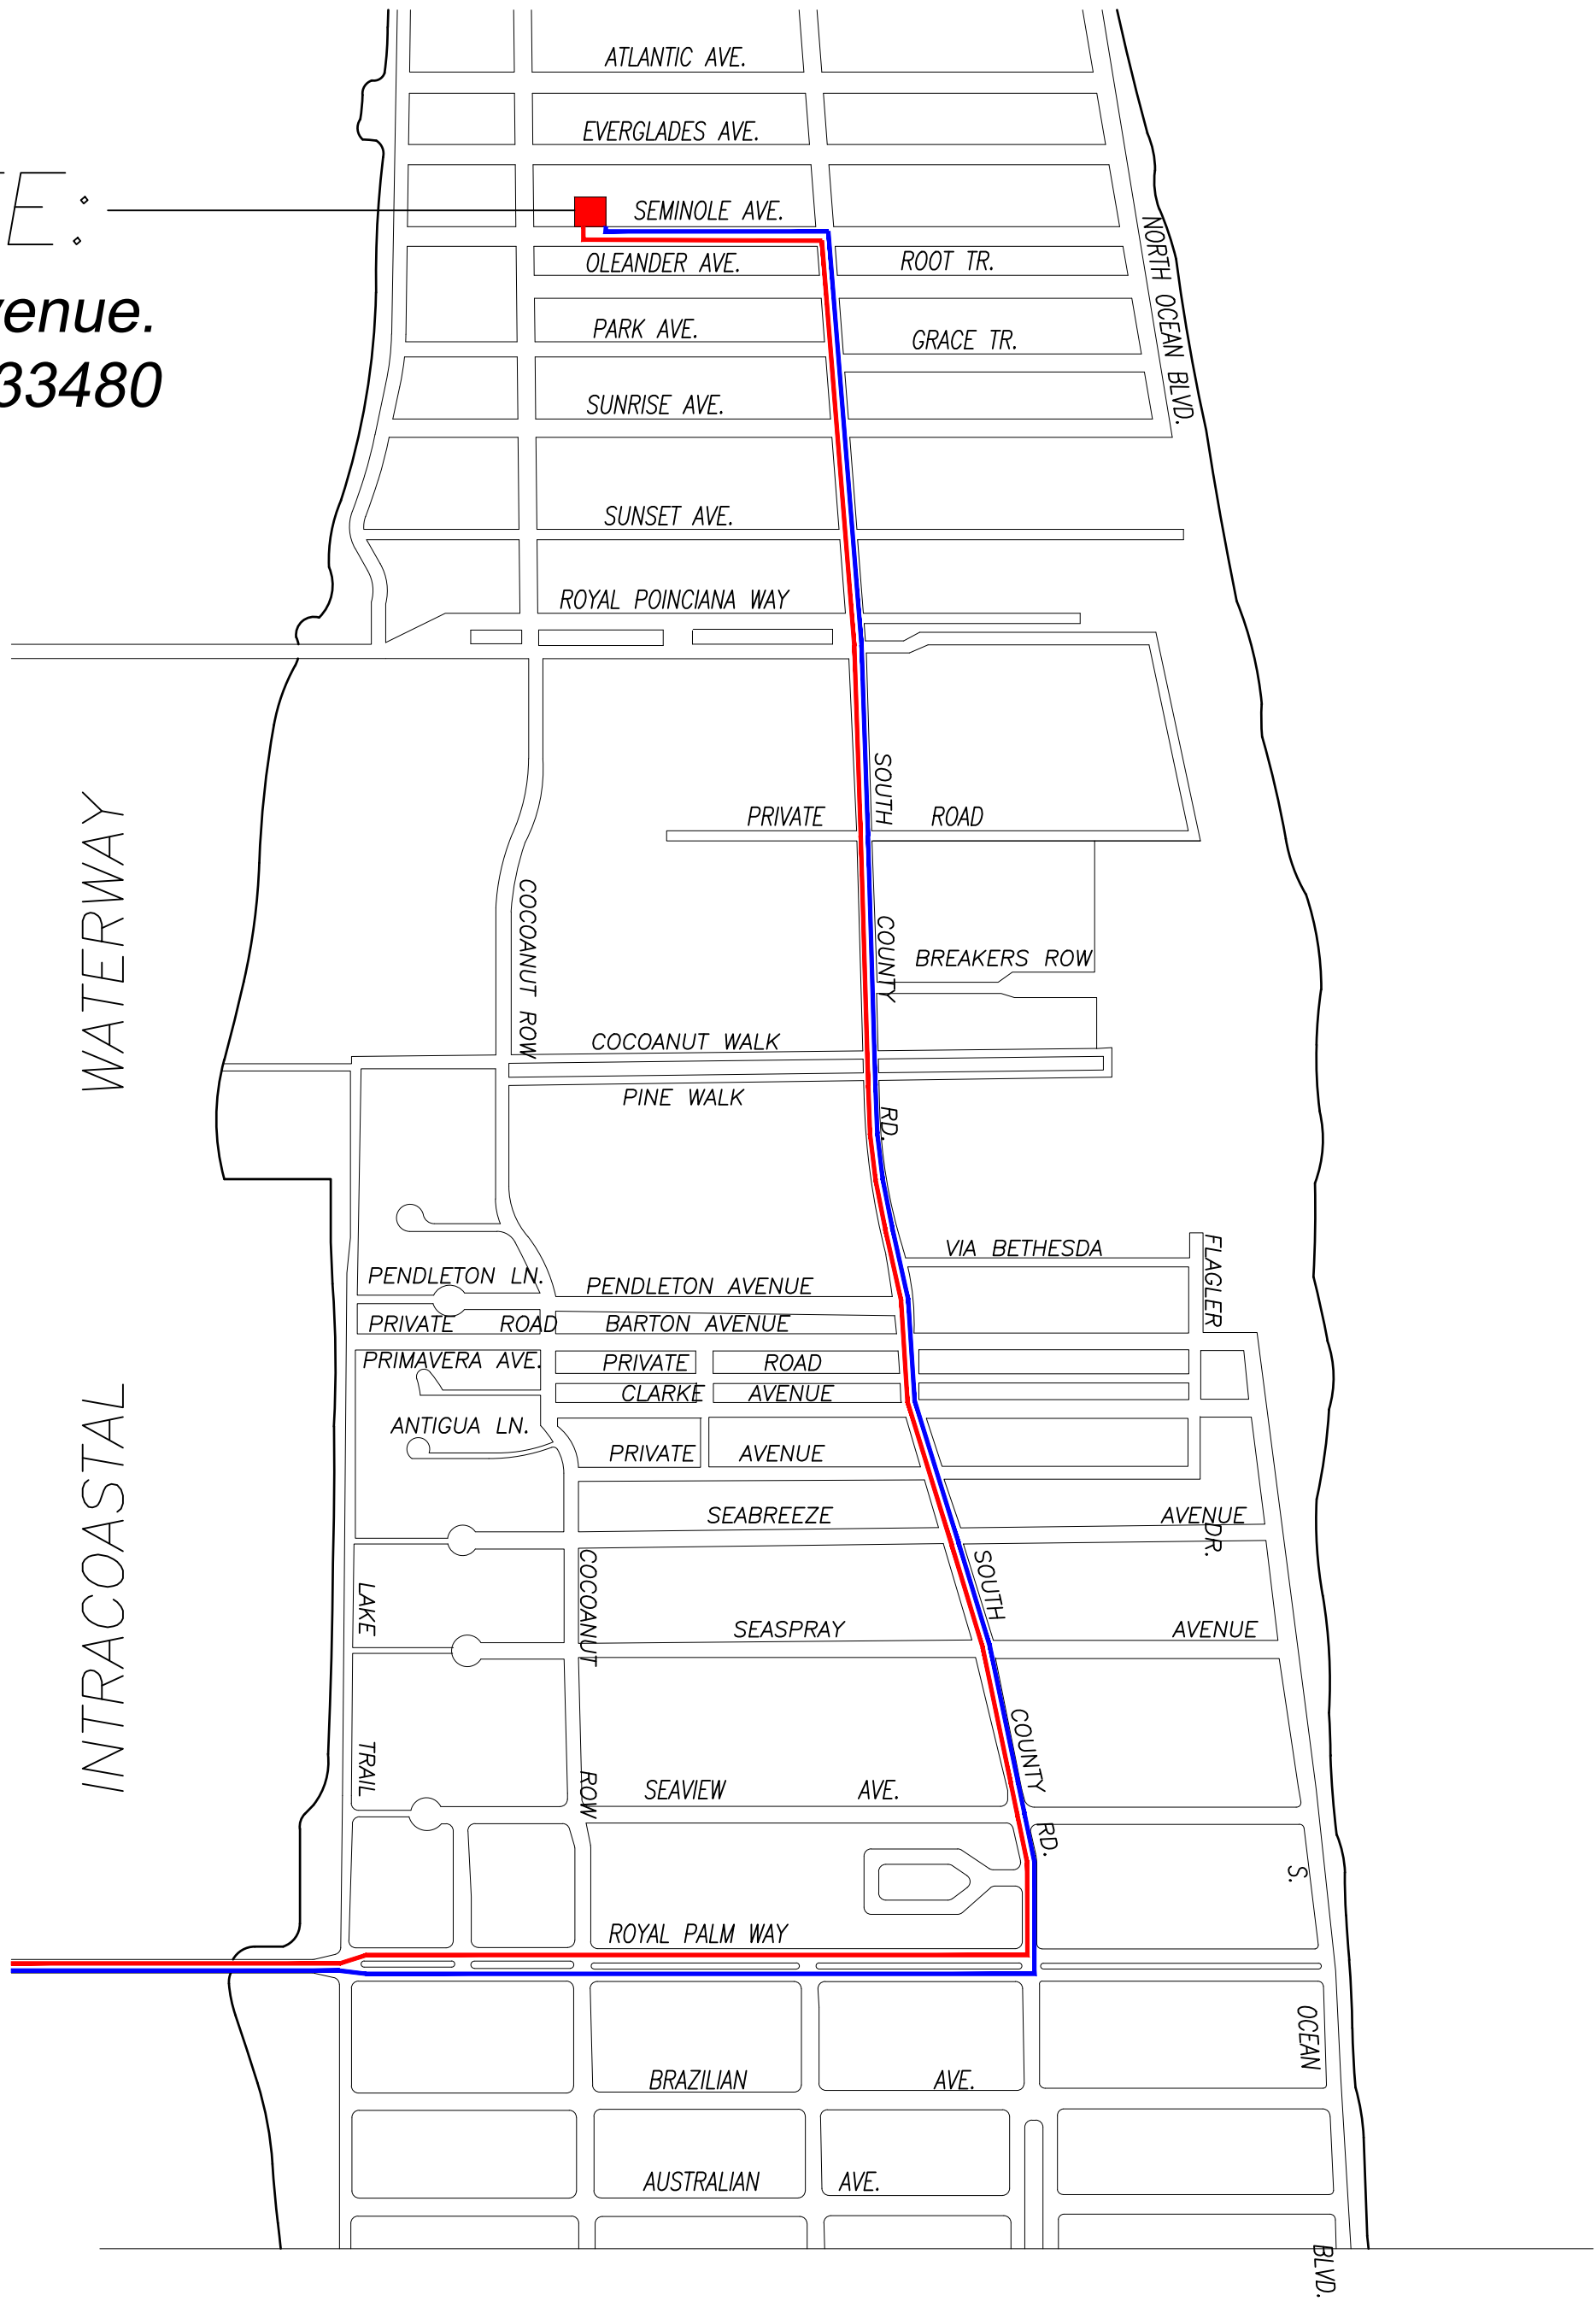 ATLANTIC AVE.
EVERGLADES AVE.
E:
SEMINOLE AVE.
NORTH OCEAN BLVD.
OLEANDER AVE.
ROOT TR.
venue.
PARK AVE.
GRACE TR.
33480
SUNRISE AVE.
SUNSET AVE.
ROYAL POINCIANA WAY
SOUTH COUNTY RD.
PRIVATE ROAD
COCOANUT ROW
BREAKERS ROW
INTRACOASTAL WATERWAY
COCOANUT WALK
PINE WALK
VIA BETHESDA
FLAGLER DR.
PENDLETON LN.
PENDLETON AVENUE
PRIVATE ROAD
BARTON AVENUE
PRIMAVERA AVE.
PRIVATE ROAD
CLARKE AVENUE
ANTIGUA LN.
PRIVATE AVENUE
SEABREEZE AVENUE
SOUTH COUNTY RD.
LAKE TRAIL
COCOANUT ROW
SEASPRAY AVENUE
SEAVIEW AVE.
S. OCEAN BLVD.
ROYAL PALM WAY
BRAZILIAN AVE.
AUSTRALIAN AVE.